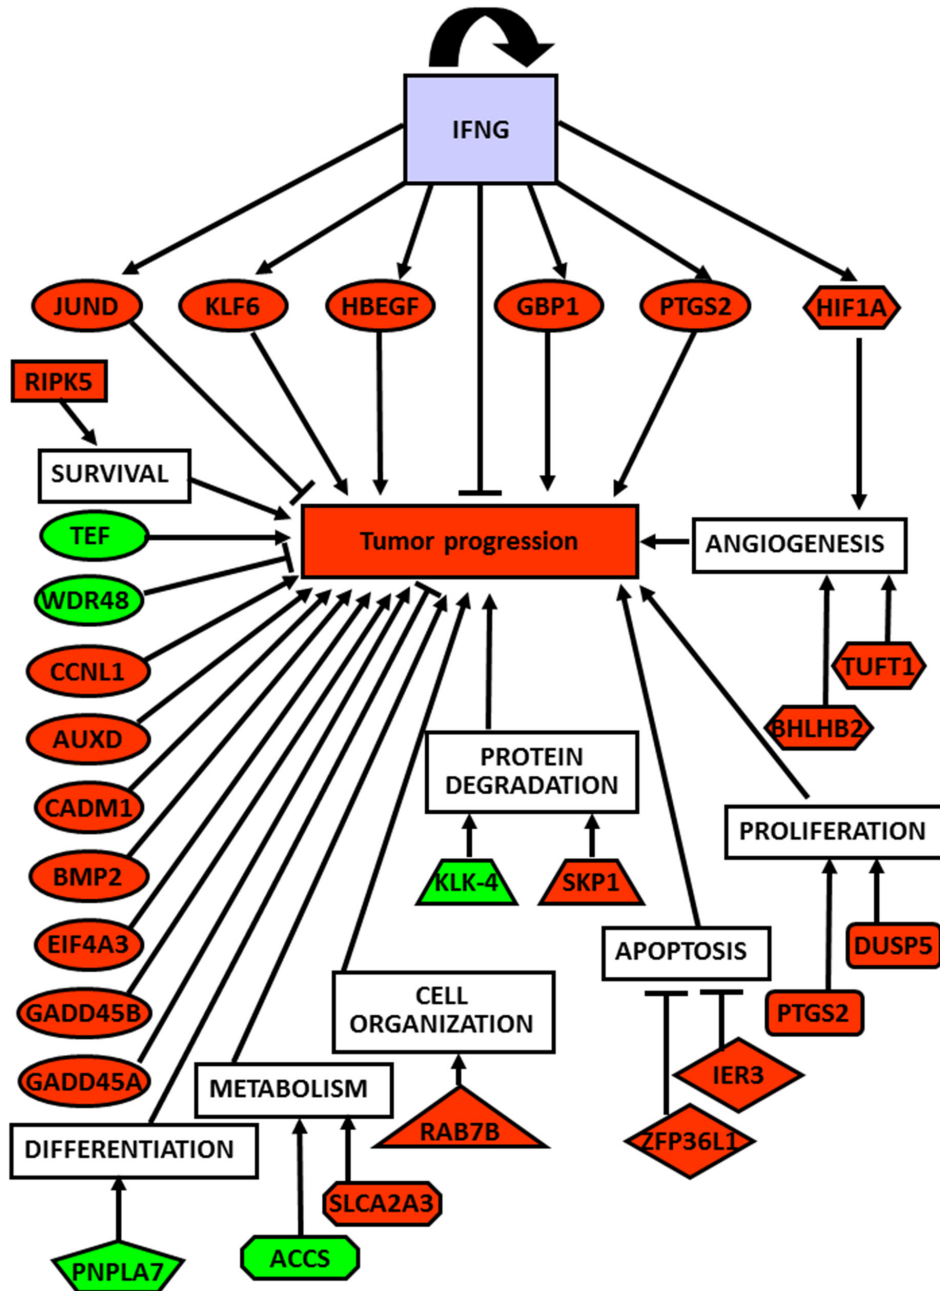 IFNG
JUND
KLF6
HBEGF
GBP1
PTGS2
HIF1A
RIPK5
SURVIVAL
TEF
WDR48
Tumor progression
ANGIOGENESIS
TUFT1
BHLHB2
CCNL1
AUXD
CADM1
BMP2
EIF4A3
GADD45B
GADD45A
PROTEIN
DEGRADATION
KLK-4
SKP1
PROLIFERATION
DUSP5
PTGS2
APOPTOSIS
IER3
ZFP36L1
CELL
ORGANIZATION
RAB7B
METABOLISM
SLCA2A3
ACCS
DIFFERENTIATION
PNPLA7